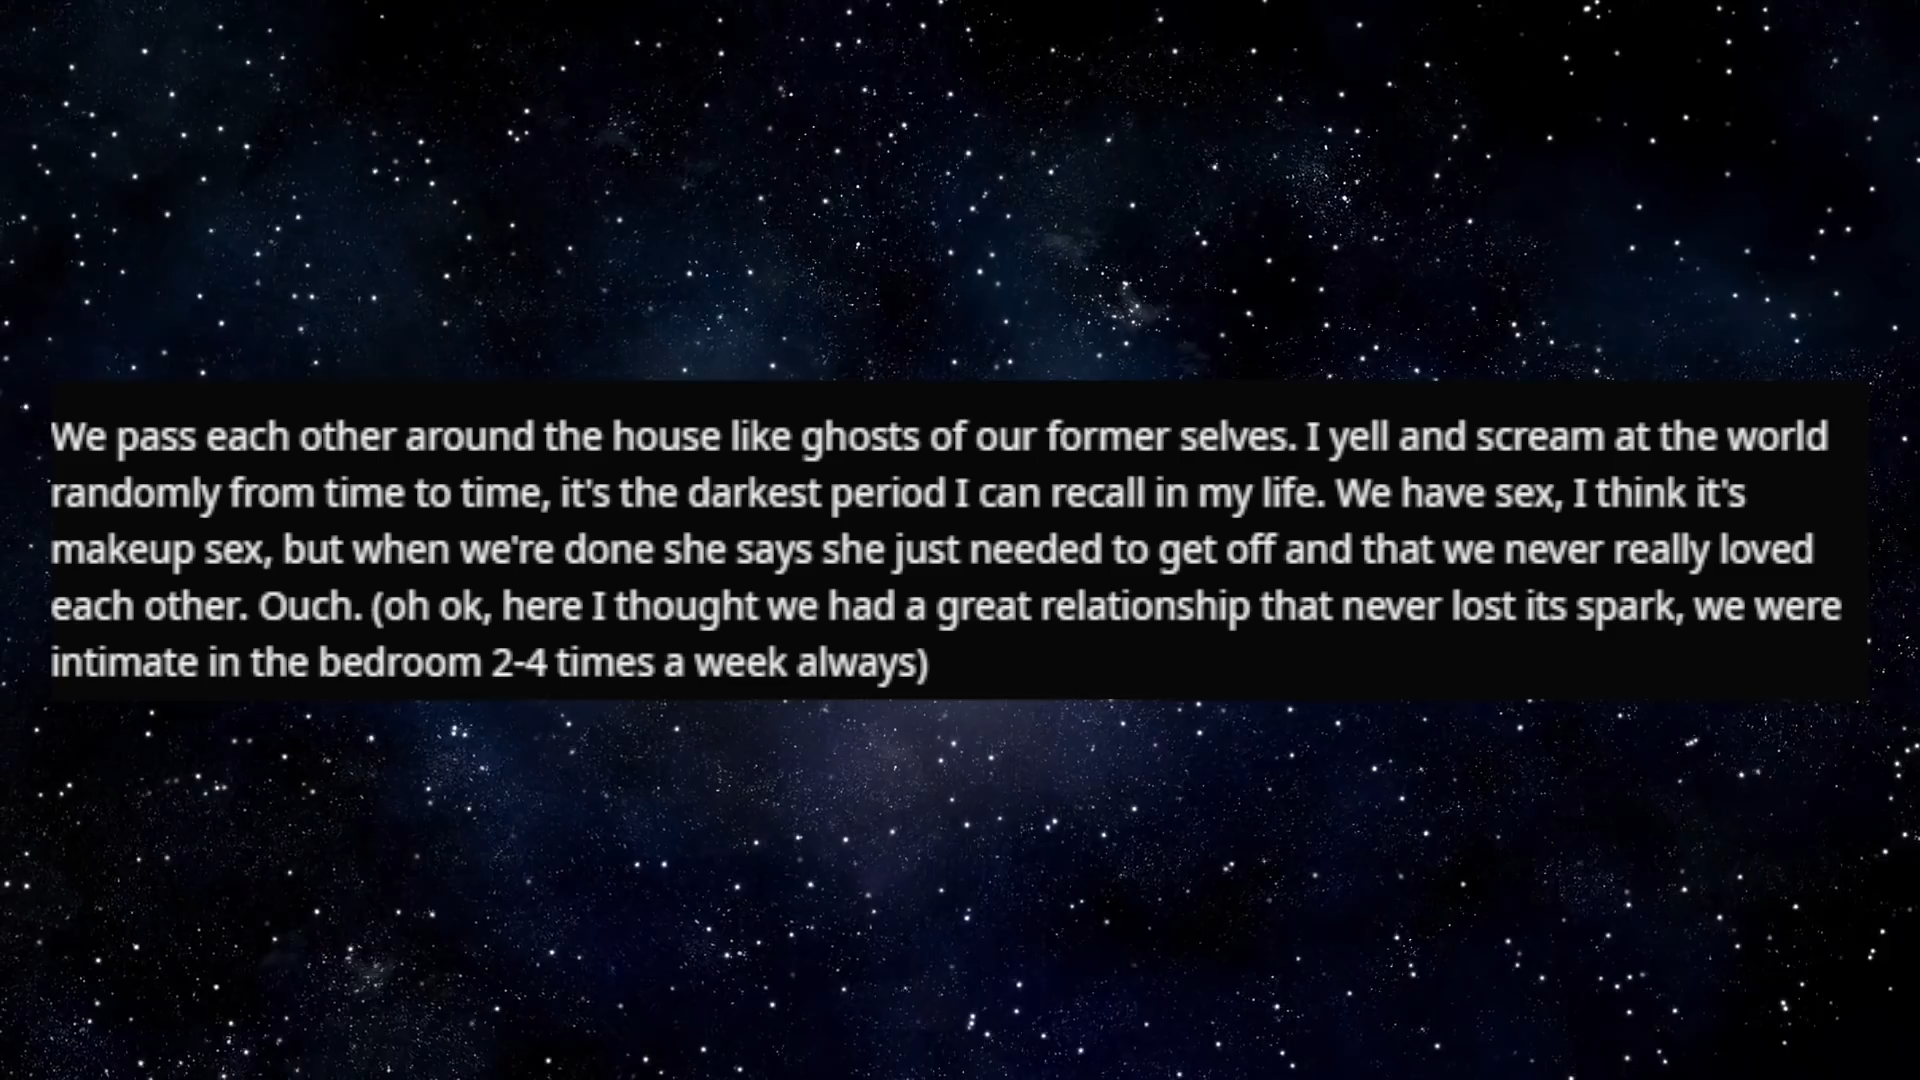 We pass each other around the house like ghosts of our former selves. I yell and scream at the world
randomly from time to time, it's the darkest period I can recall in my life. We have sex, I think it's
makeup sex, but when we're done she says she just needed to get off and that we never really loved
each other. Ouch. (oh ok, here I thought we had a great relationship that never lost its spark, we were
intimate in the bedroom 2-4 times a week always)